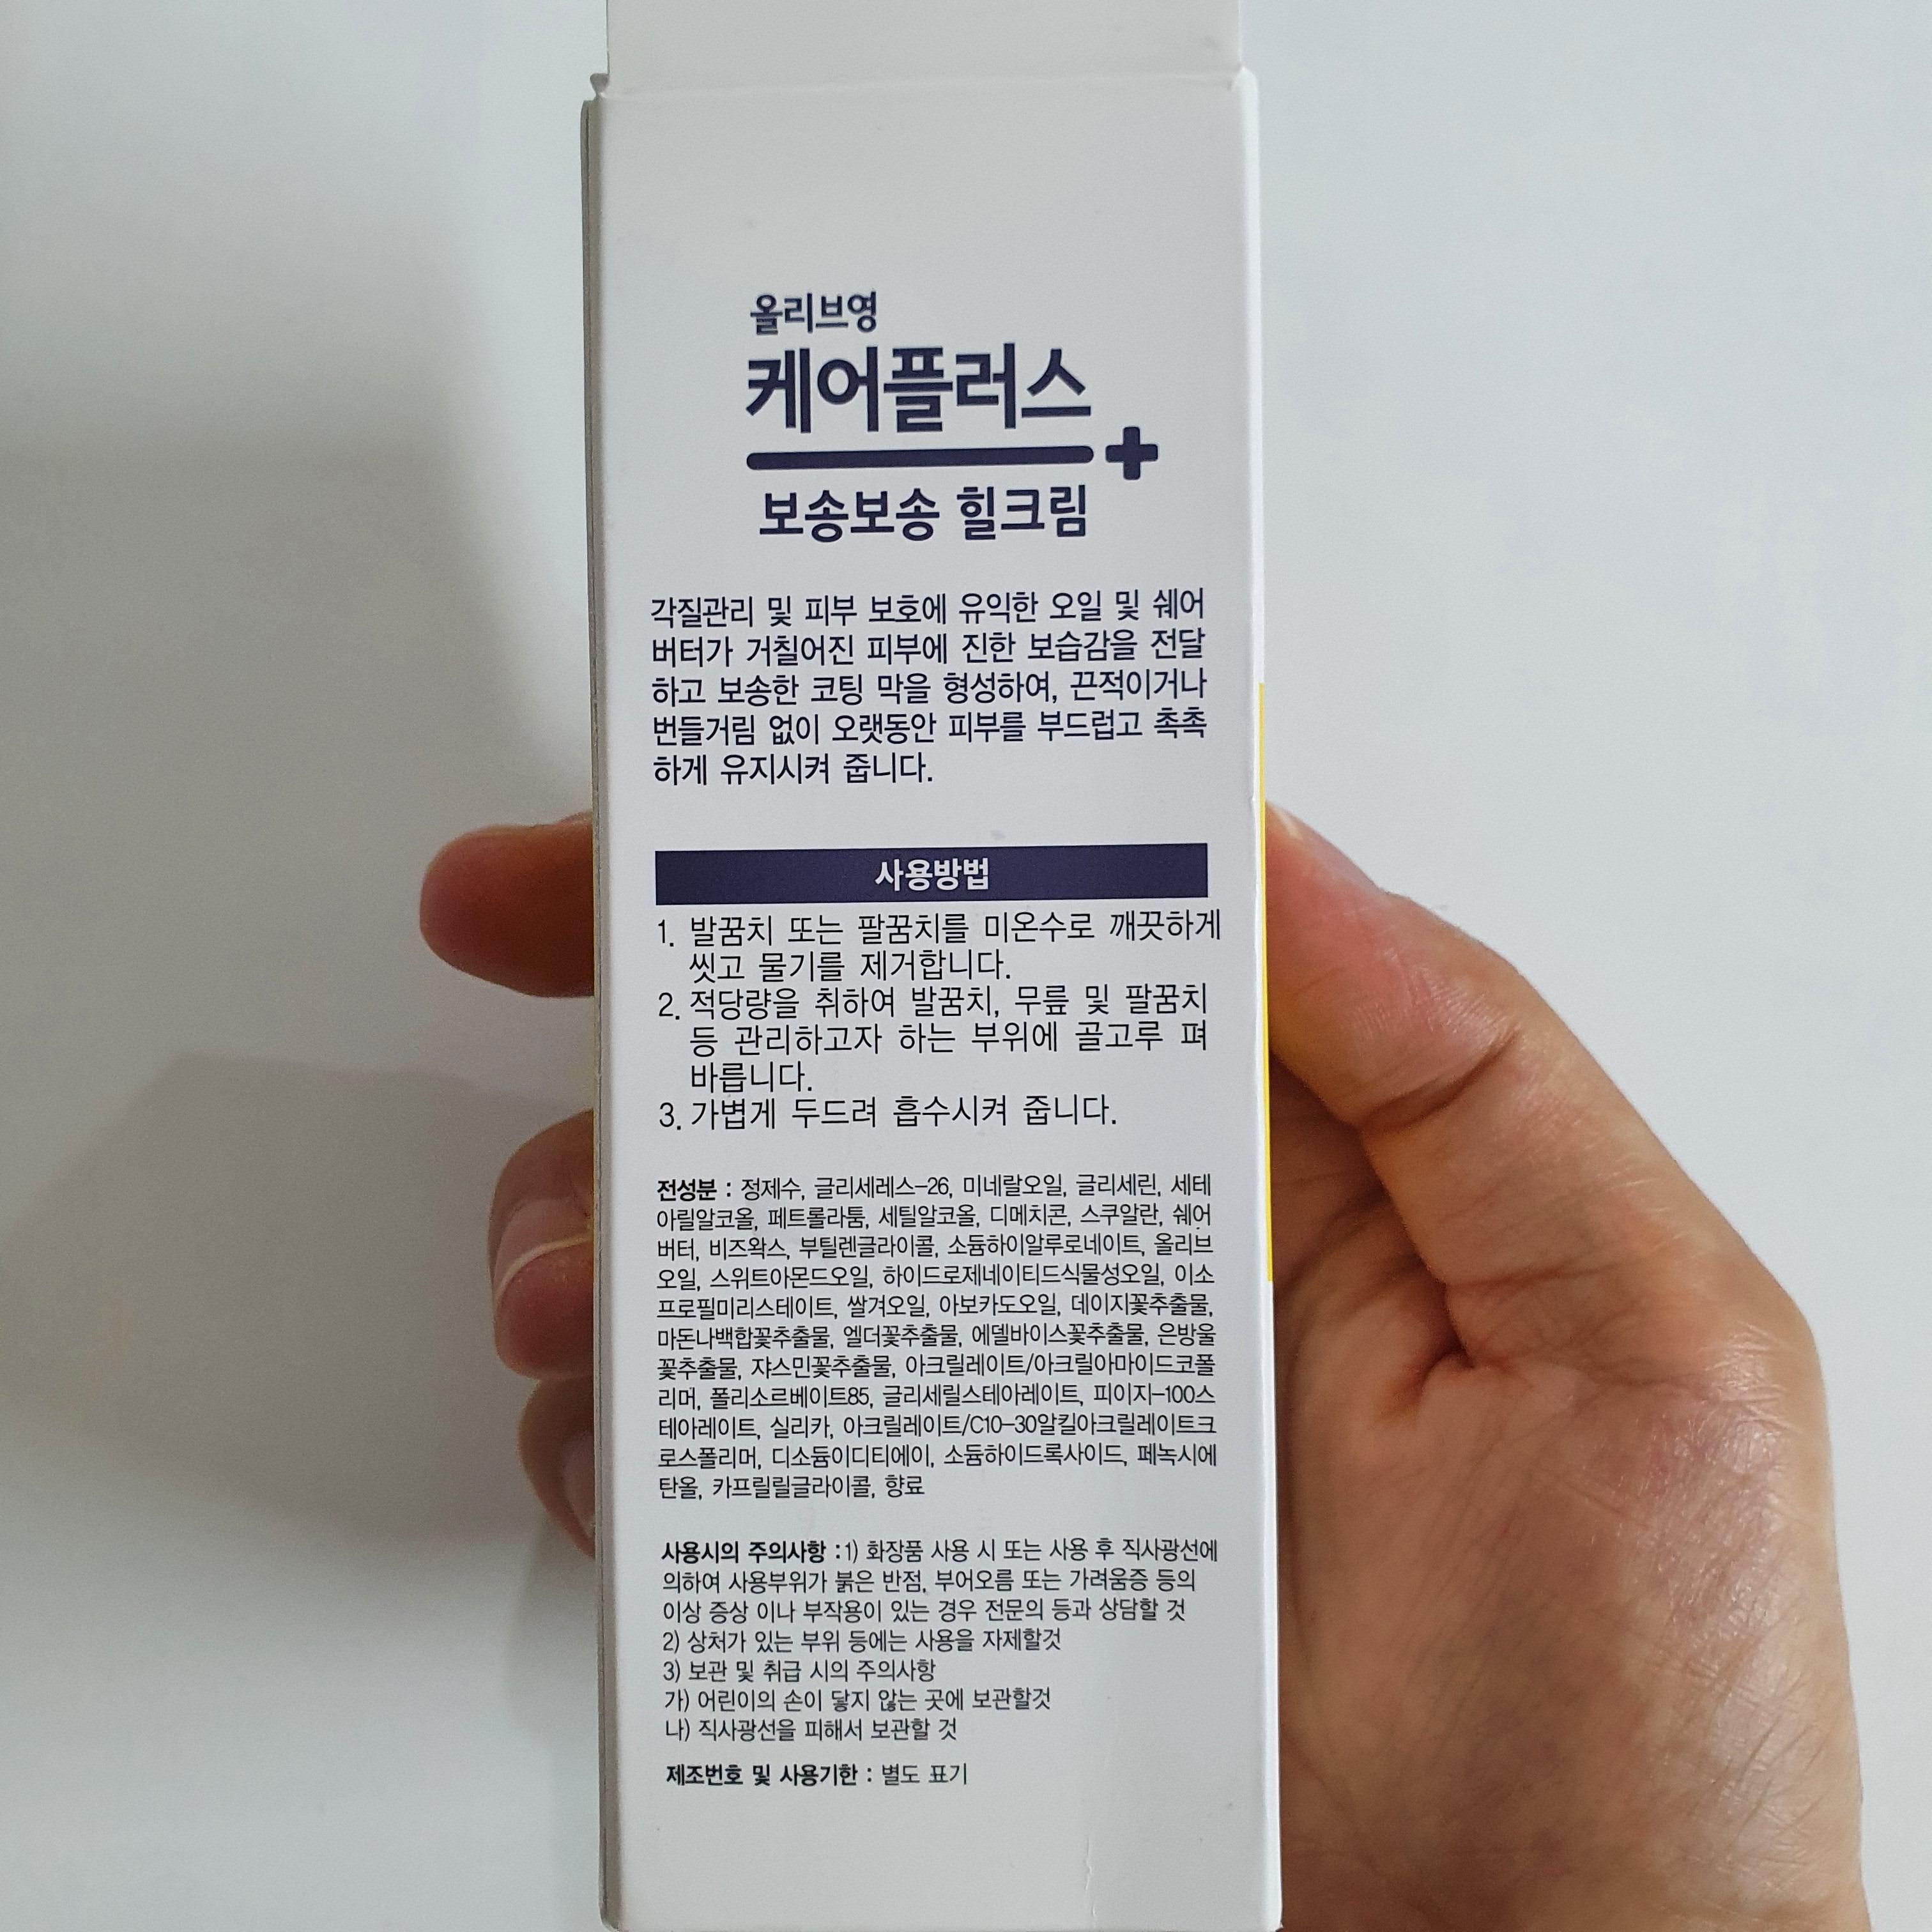 올리브영
케어플러스
보송보송 힐크림
각질관리 및 피부 보호에 유익한 오일 및 쉐어
버터가 거칠어진 피부에 진한 보습감을 전달
하고 보송한 코팅 막을 형성하여, 끈적이거나
번들거림 없이 오랫동안 피부를 부드럽고 촉촉
하게 유지시켜 줍니다.
사용방법
1. 발꿈치 또는 팔꿈치를 미온수로 깨끗하게
씻고 물기를 제거합니다.
2. 적당량을 취하여 발꿈치, 무릎 및 팔꿈치
등 관리하고자 하는 부위에 골고루 펴
바릅니다.
3. 가볍게 두드려 흡수시켜 줍니다.
전성분 : 정제수, 글리세레스-26, 미네랄오일, 글리세린, 세테
아릴알코올, 페트롤라툼, 세틸알코올, 디메치콘, 스쿠알란, 쉐어
버터, 비즈왁스, 부틸렌글라이콜, 소듐하이알루로네이트, 올리브
오일, 스위트아몬드오일, 하이드로제네이티드식물성오일, 이소
프로필미리스테이트, 쌀겨오일, 아보카도오일, 데이지꽃추출물,
마돈나백합꽃추출물, 엘더꽃추출물, 에델바이스꽃추출물, 은방울
꽃추출물, 쟈스민꽃추출물, 아크릴레이트/아크릴아마이드코폴
리머, 폴리소르베이트85, 글리세릴스테아레이트, 피이지-100스
테아레이트, 실리카, 아크릴레이트/C10-30알킬아크릴레이트크
로스폴리머, 디소듐이디티에이, 소듐하이드록사이드, 페녹시에
탄올, 카프릴릴글라이콜, 향료
사용시의 주의사항 :1) 화장품 사용 시 또는 사용 후 직사광선에
의하여 사용부위가 붉은 반점, 부어오름 또는 가려움증 등의
이상 증상 이나 부작용이 있는 경우 전문의 등과 상담할 것
2) 상처가 있는 부위 등에는 사용을 자제할것
3) 보관 및 취급 시의 주의사항
가) 어린이의 손이 닿지 않는 곳에 보관할것
나) 직사광선을 피해서 보관할 것
제조번호 및 사용기한 : 별도 표기